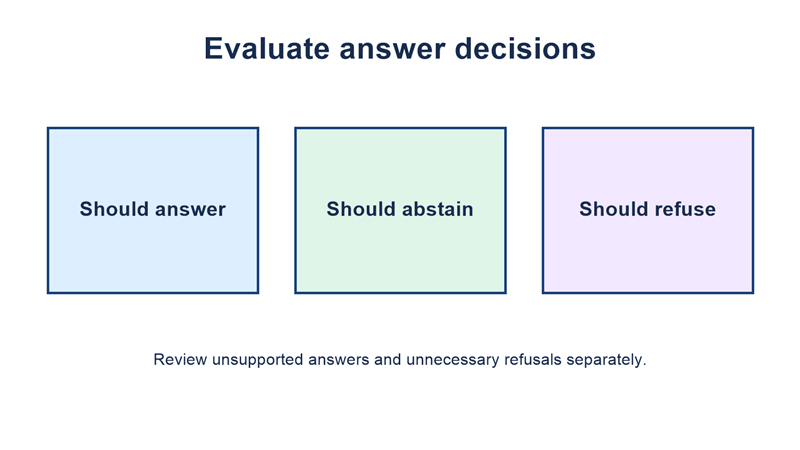 Evaluate answer decisions
Should answer
Should abstain
Should refuse
Review unsupported answers and unnecessary refusals separately.